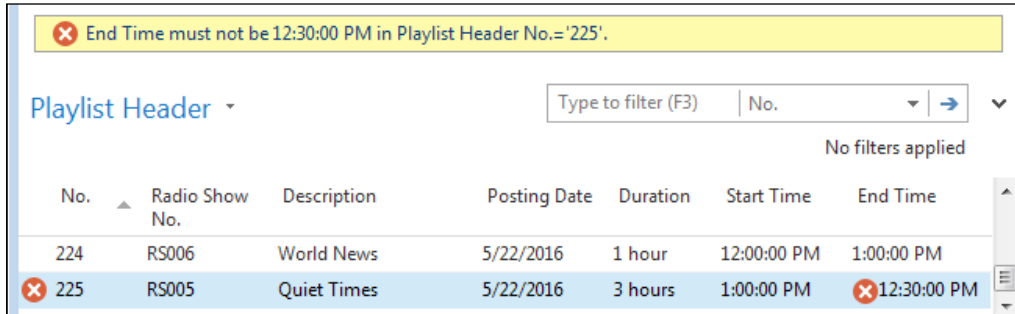 End Time must not be 12:30:00 PM in Playlist Header No.='225'.
Playlist Header
Type to filter (F3) No.
No filters applied
No. Radio Show No. Description Posting Date Duration Start Time End Time
224 RS006 World News 5/22/2016 1 hour 12:00:00 PM 1:00:00 PM
225 RS005 Quiet Times 5/22/2016 3 hours 1:00:00 PM 12:30:00 PM